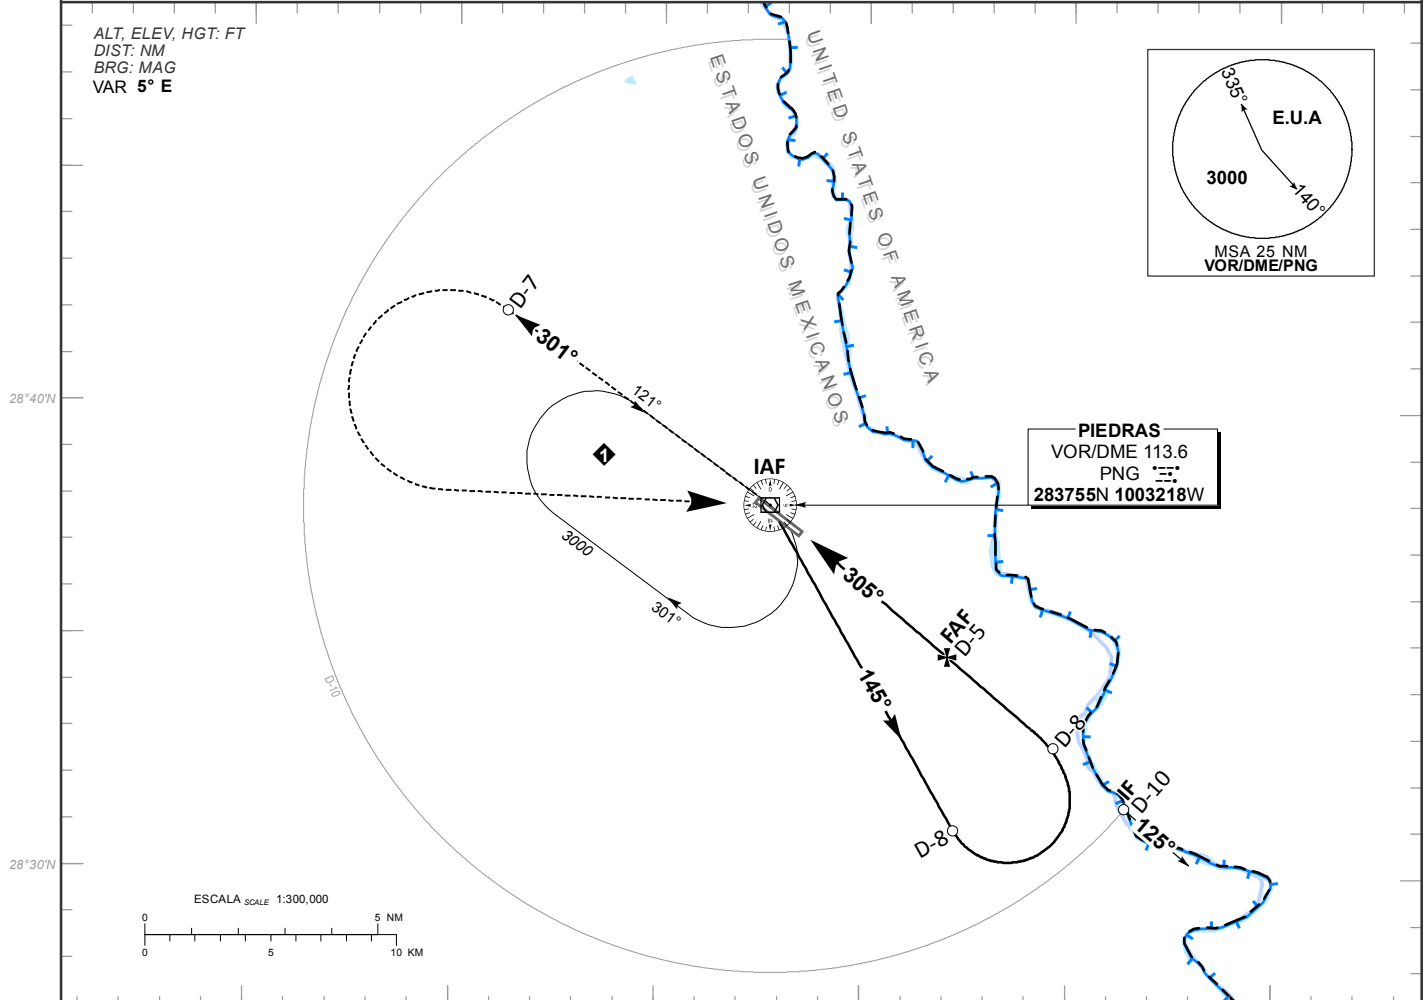 ALT, ELEV, HGT: FT
DIST: NM
BRG: MAG
VAR 5° E
UNITED STATES OF AMERICA
ESTADOS UNIDOS MEXICANOS
335°
E.U.A
3000
140°
MSA 25 NM
VOR/DME/PNG
D-7
301°
121°
28°40'N
1
IAF
PIEDRAS
VOR/DME 113.6
PNG
283755N 1003218W
3000
301°
305°
FAF
D-5
145°
D-10
D-8
IF
D-10
125°
D-8
28°30'N
ESCALA SCALE 1:300,000
0 5 NM
0 5 10 KM